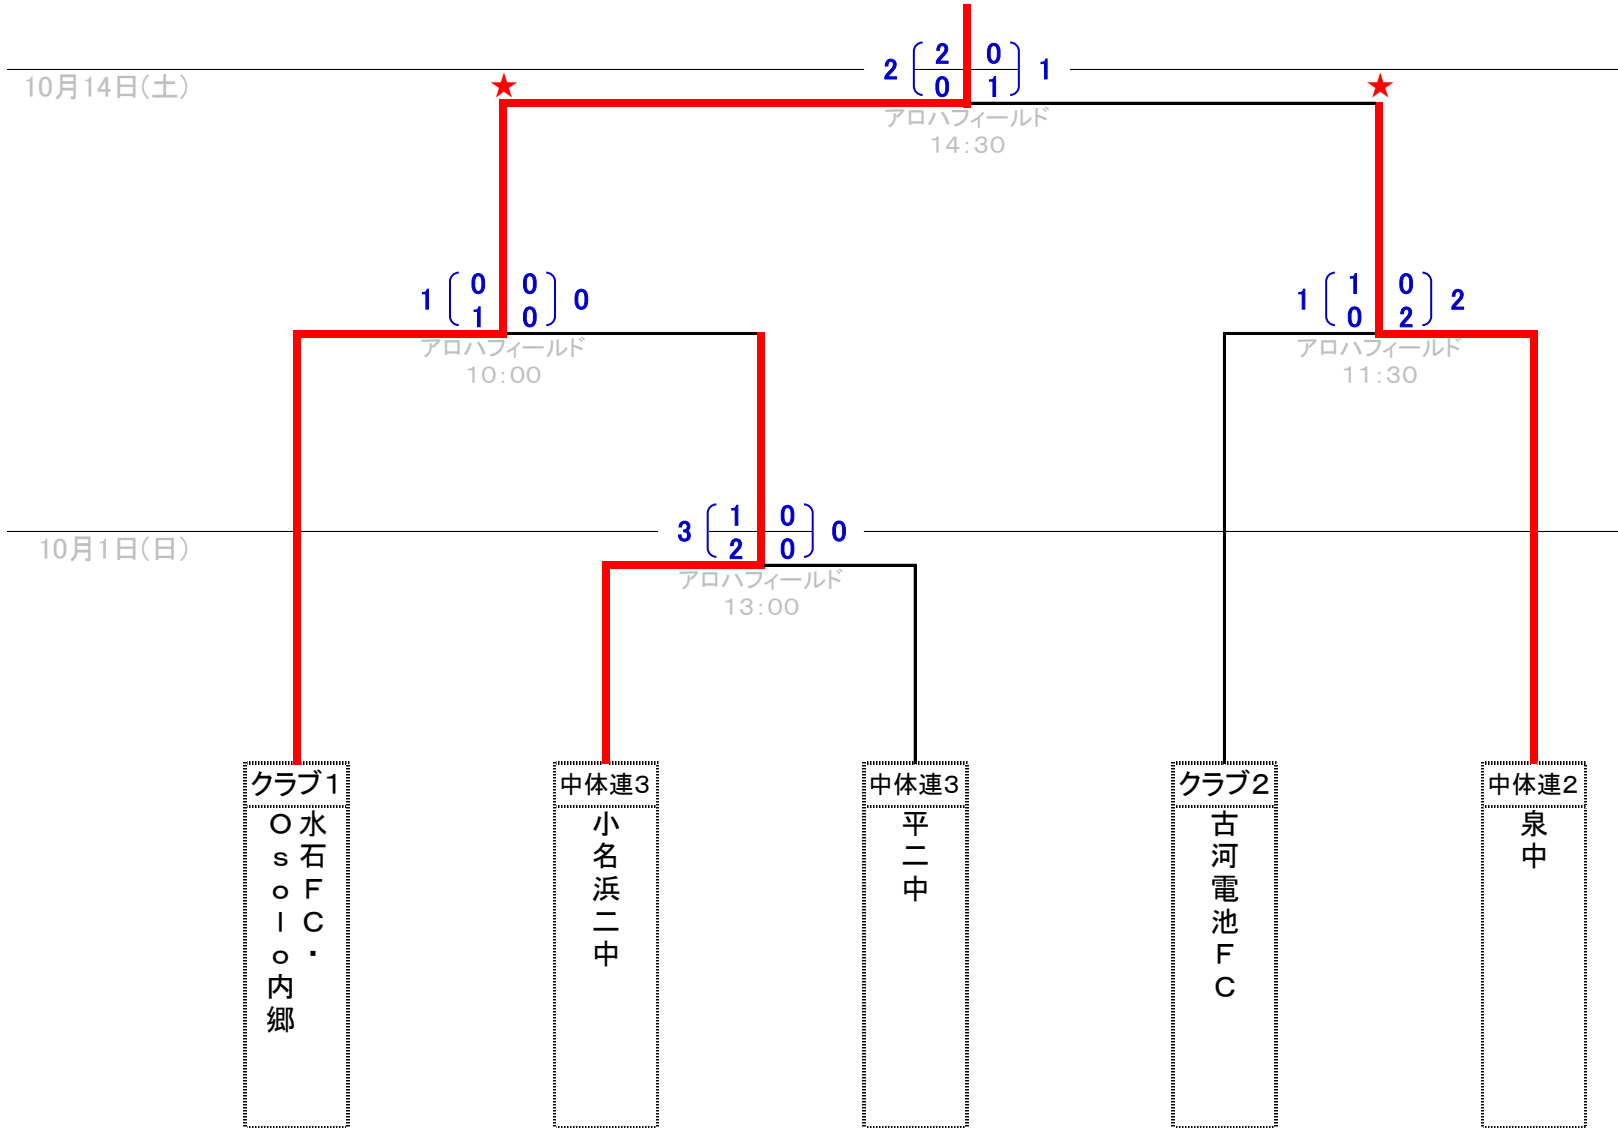 2 2 0 1
0 1
10月14日(土)
★ ★
アロハフィールド
14:30
1 0 0 0
1 0
1 1 0 2
0 2
アロハフィールド
10:00
アロハフィールド
11:30
3 1 0 0
2 0
10月1日(日)
アロハフィールド
13:00
クラブ1
水石FC・
Osolo内郷
中体連3
小名浜二中
中体連3
平二中
クラブ2
古河電池FC
中体連2
泉中